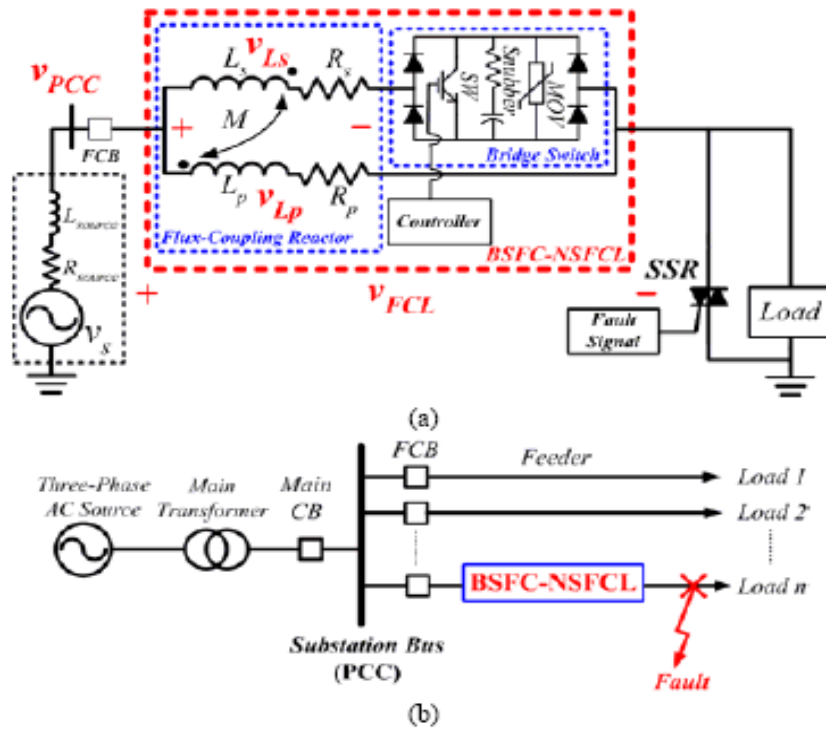 v_PCC
FCB
L_source
R_source
v_s
L_s
v_Ls
R_s
M
L_p
v_Lp
R_p
+
−
Flux-Coupling Reactor
SW
Snubber
MOV
Bridge Switch
Controller
BSFC-NSFCL
+
v_FCL
−
SSR
Fault
Signal
Load
(a)
Three-Phase
AC Source
Main
Transformer
Main
CB
FCB
Feeder
Load 1
Load 2
BSFC-NSFCL
Load n
Substation Bus
(PCC)
Fault
(b)